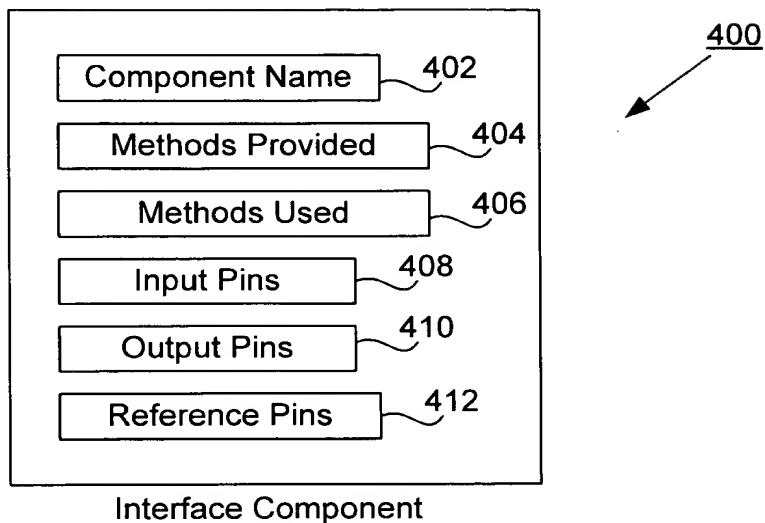 400
Component Name 402
Methods Provided 404
Methods Used 406
Input Pins 408
Output Pins 410
Reference Pins 412
Interface Component